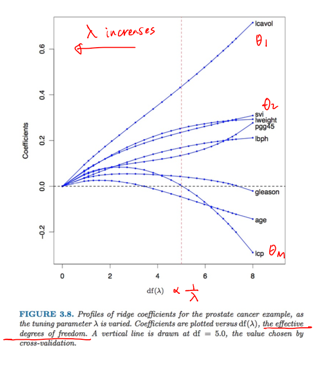 λ increases
lcavol
θ₁
0.6
0.4
Coefficients
θ₂
svi
lweight
pgg45
lbph
0.2
0.0
gleason
age
-0.2
lcp
θ_M
0 2 4 6 8
df(λ) ∝ 1/λ
FIGURE 3.8. Profiles of ridge coefficients for the prostate cancer example, as
the tuning parameter λ is varied. Coefficients are plotted versus df(λ), the effective
degrees of freedom. A vertical line is drawn at df = 5.0, the value chosen by
cross-validation.